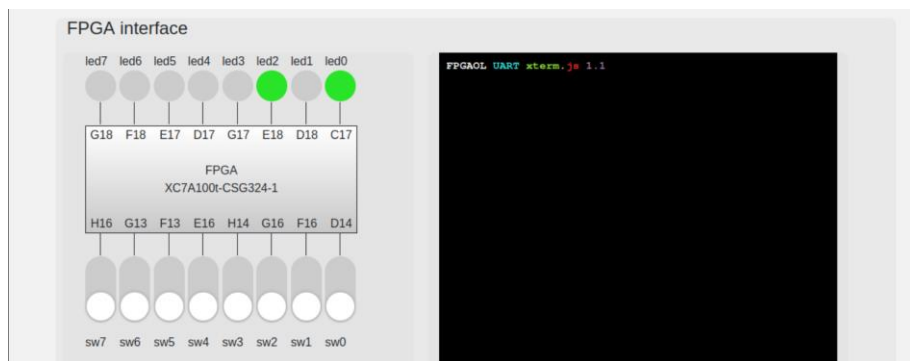 FPGA interface
led7 led6 led5 led4 led3 led2 led1 led0
FPGAOL UART xterm.js 1.1
G18 F18 E17 D17 G17 E18 D18 C17
FPGA
XC7A100t-CSG324-1
H16 G13 F13 E16 H14 G16 F16 D14
sw7 sw6 sw5 sw4 sw3 sw2 sw1 sw0